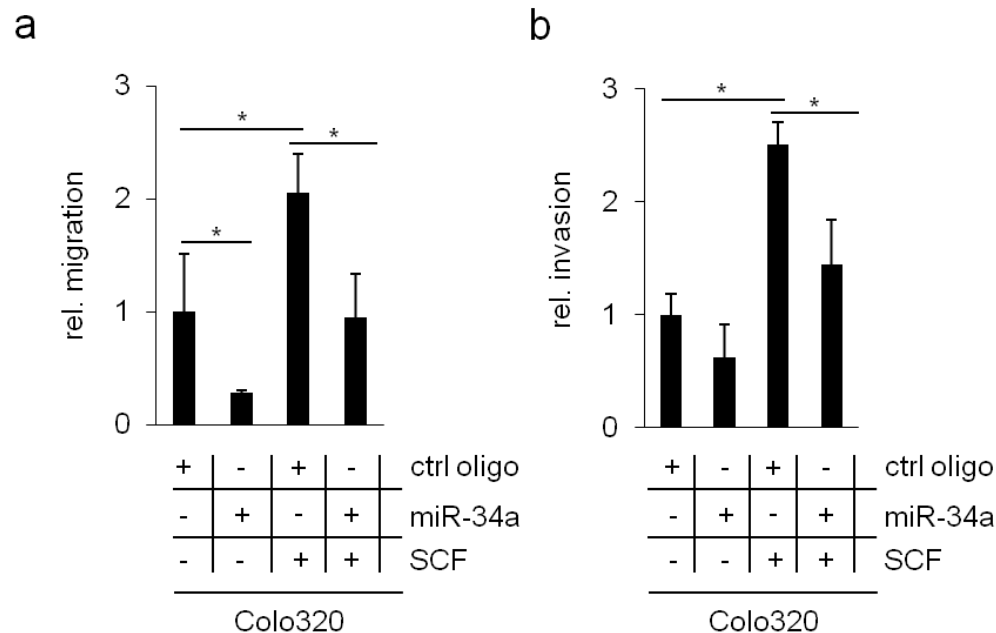 a
3
2
1
0
rel. migration
*
*
*
+ - + - ctrl oligo
- + - + miR-34a
- - + + SCF
Colo320
b
3
2
1
0
rel. invasion
*
*
+ - + - ctrl oligo
- + - + miR-34a
- - + + SCF
Colo320